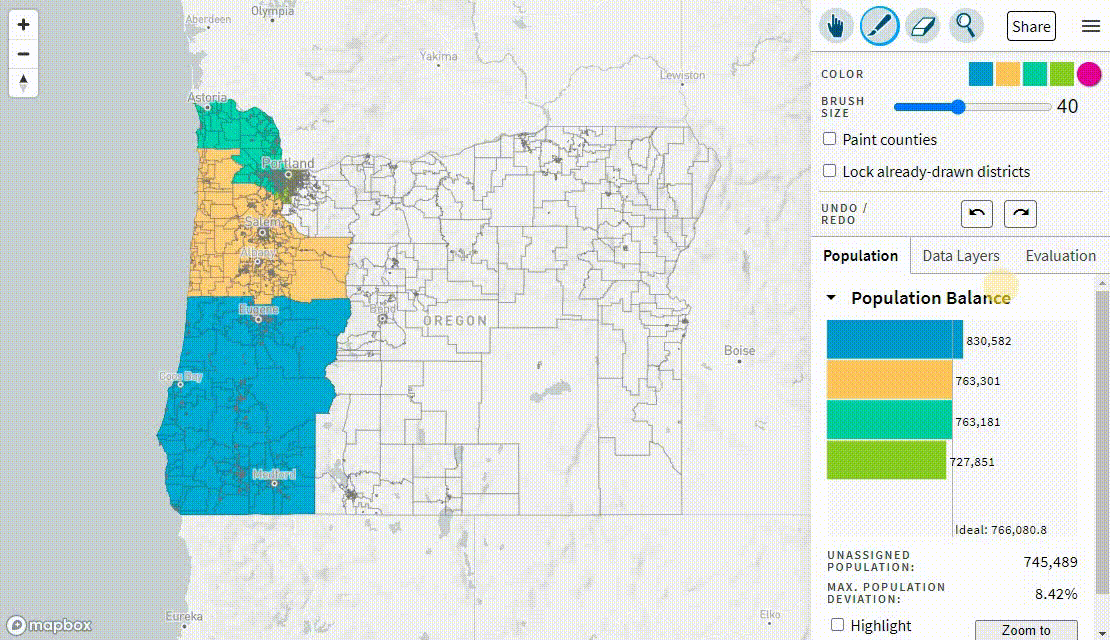 +
−
Aberdeen
Olympia
Yakima
Lewiston
Astoria
Portland
Salem
Albany
Eugene
Bend
OREGON
Boise
Coos Bay
Medford
Eureka
Elko
mapbox
Share
COLOR
BRUSH
SIZE
40
Paint counties
Lock already-drawn districts
UNDO /
REDO
Population
Data Layers
Evaluation
Population Balance
830,582
763,301
763,181
727,851
Ideal: 766,080.8
UNASSIGNED
POPULATION:
745,489
MAX. POPULATION
DEVIATION:
8.42%
Highlight
Zoom to